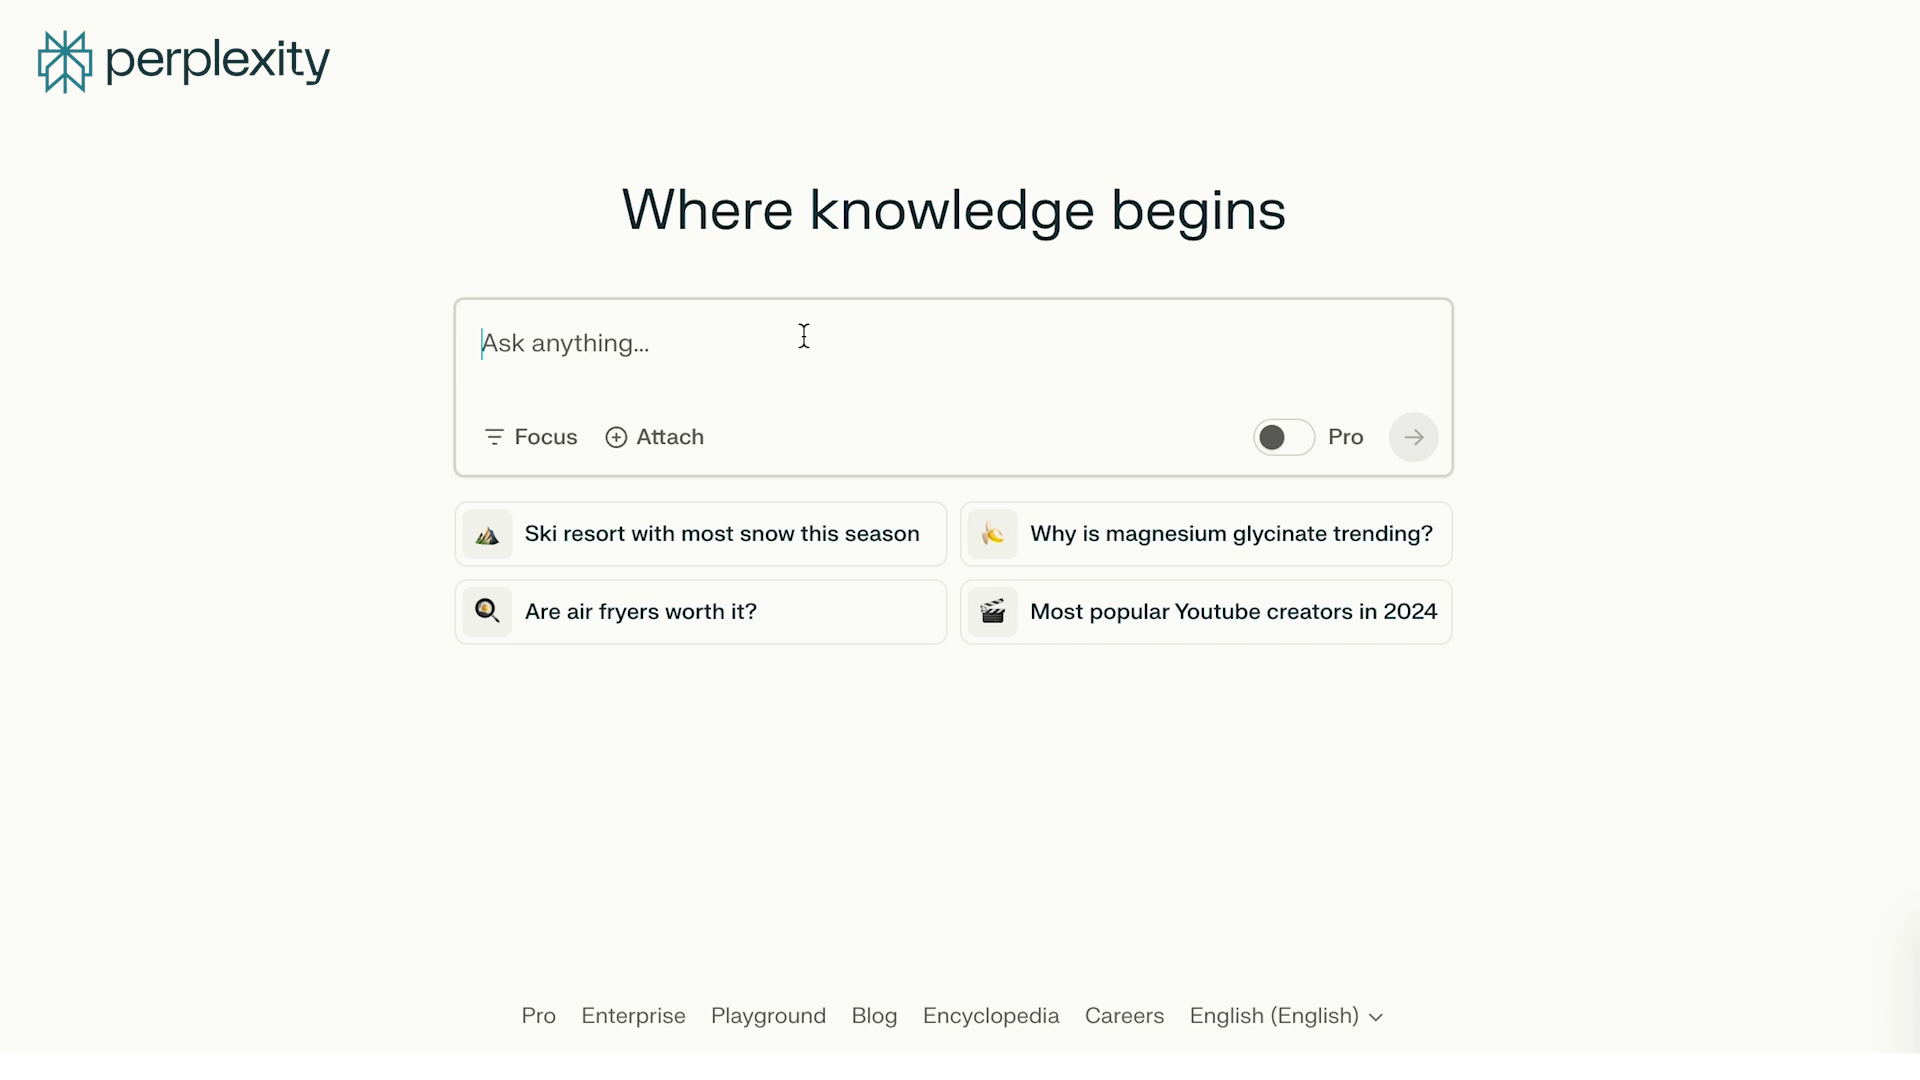 perplexity
Where knowledge begins
Ask anything...
Focus Attach Pro
Ski resort with most snow this season
Why is magnesium glycinate trending?
Are air fryers worth it?
Most popular Youtube creators in 2024
Pro Enterprise Playground Blog Encyclopedia Careers English (English)